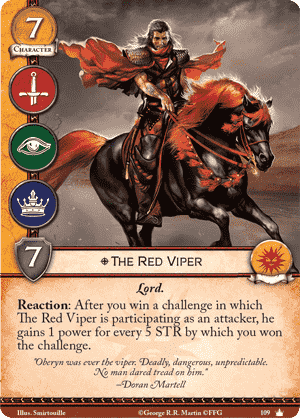 7
CHARACTER
7
THE RED VIPER
Lord.
Reaction: After you win a challenge in which
The Red Viper is participating as an attacker, he
gains 1 power for every 5 STR by which you won
the challenge.
"Oberyn was ever the viper. Deadly, dangerous, unpredictable.
No man dared tread on him."
–Doran Martell
Illus. Smirtouille
©George R.R. Martin ©FFG
109